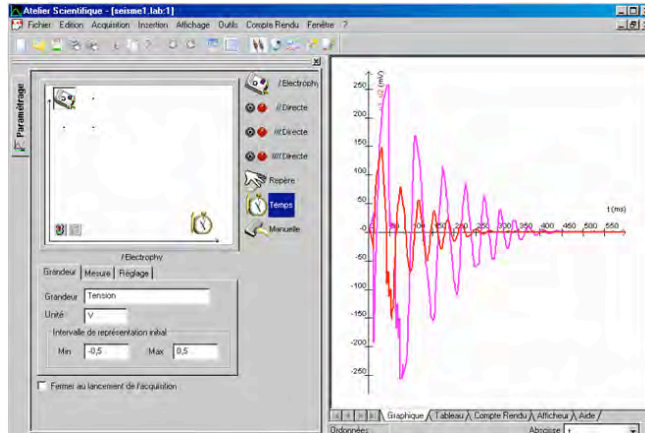 Atelier Scientifique - [seisme1.lab:1]
Fichier Edition Acquisition Insertion Affichage Outils Compte Rendu Fenêtre ?
Paramétrage
/Electrophy
//Directe
///Directe
////Directe
Repère
Temps
Manuelle
/Electrophy
Grandeur Mesure Réglage
Grandeur Tension
Unité V
Intervalle de représentation initial
Min -0,5 Max 0,5
Fermer au lancement de l'acquisition
(mV)
250
200
150
100
50
t (ms)
50 100 150 200 250 300 350 400 450 500 550
-50
-100
-150
-200
-250
Graphique Tableau Compte Rendu Afficheur Aide
Ordonnées Abscisse t